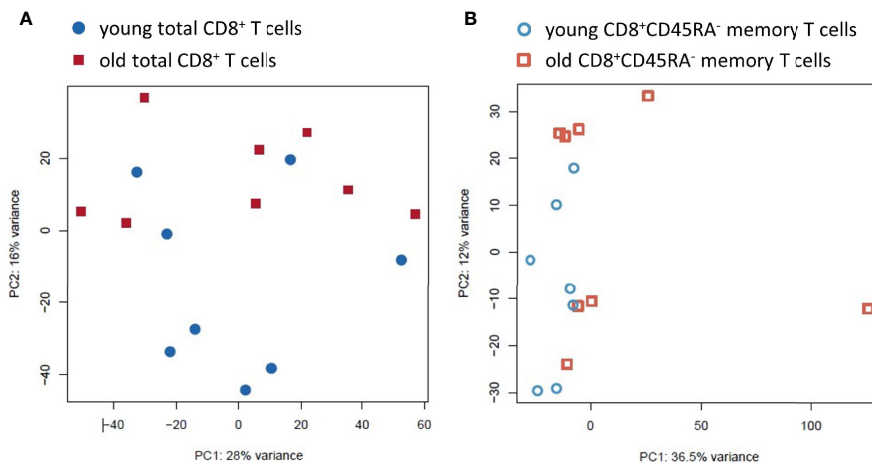 A
young total CD8⁺ T cells
old total CD8⁺ T cells
20
0
−20
−40
PC2: 16% variance
├40
−20
0
20
40
60
PC1: 28% variance
B
young CD8⁺CD45RA⁻ memory T cells
old CD8⁺CD45RA⁻ memory T cells
30
20
10
0
−10
−20
−30
PC2: 12% variance
0
50
100
PC1: 36.5% variance